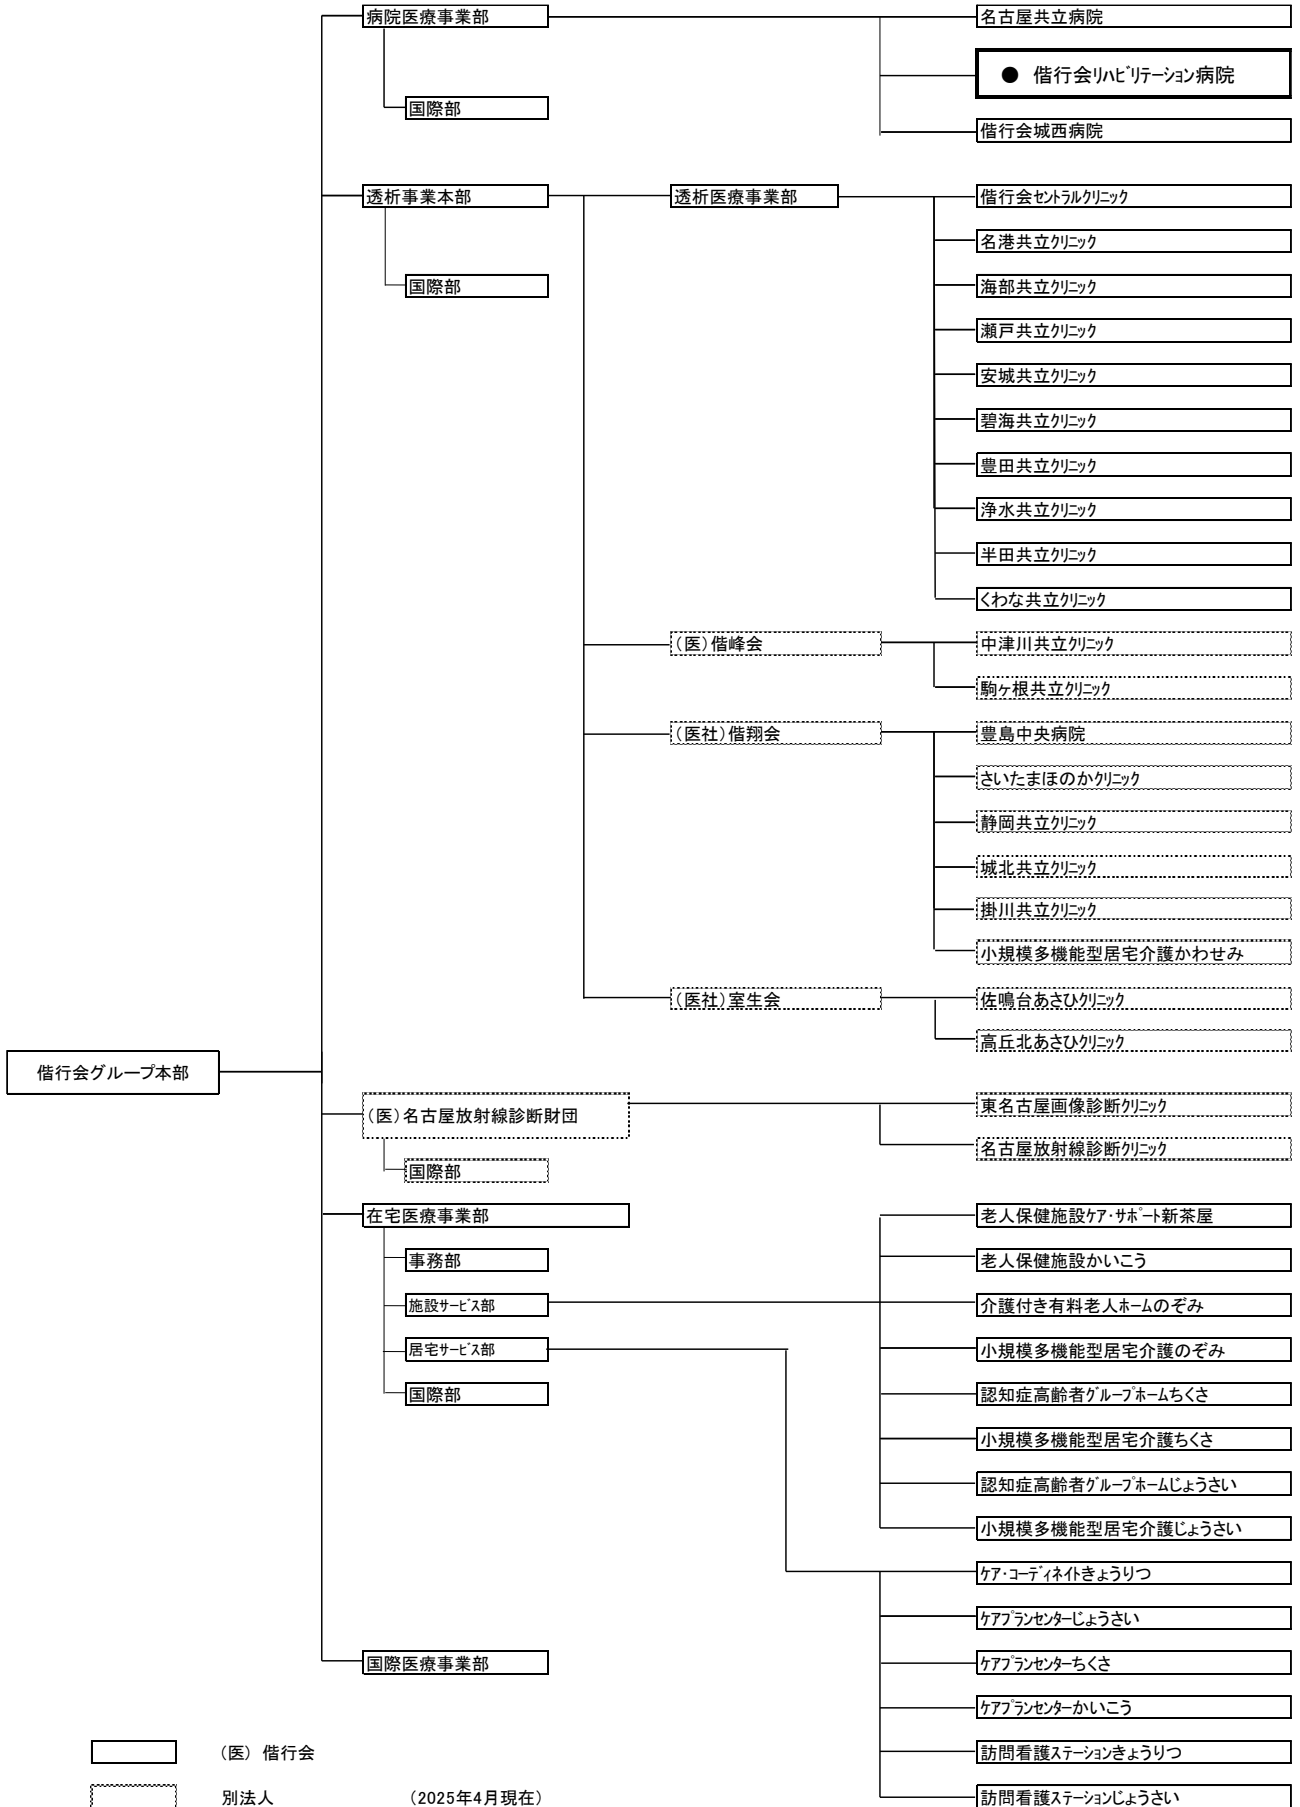 病院医療事業部
名古屋共立病院
● 偕行会ﾘﾊﾋﾞﾘﾃｰｼｮﾝ病院
国際部
偕行会城西病院
透析事業本部
透析医療事業部
偕行会ｾﾝﾄﾗﾙｸﾘﾆｯｸ
名港共立ｸﾘﾆｯｸ
国際部
海部共立ｸﾘﾆｯｸ
瀬戸共立ｸﾘﾆｯｸ
安城共立ｸﾘﾆｯｸ
碧海共立ｸﾘﾆｯｸ
豊田共立ｸﾘﾆｯｸ
浄水共立ｸﾘﾆｯｸ
半田共立ｸﾘﾆｯｸ
くわな共立ｸﾘﾆｯｸ
（医）偕峰会
中津川共立ｸﾘﾆｯｸ
駒ヶ根共立ｸﾘﾆｯｸ
（医社）偕翔会
豊島中央病院
さいたまほのかｸﾘﾆｯｸ
静岡共立ｸﾘﾆｯｸ
城北共立ｸﾘﾆｯｸ
掛川共立ｸﾘﾆｯｸ
小規模多機能型居宅介護かわせみ
（医社）室生会
佐鳴台あさひｸﾘﾆｯｸ
高丘北あさひｸﾘﾆｯｸ
偕行会グループ本部
（医）名古屋放射線診断財団
東名古屋画像診断ｸﾘﾆｯｸ
名古屋放射線診断ｸﾘﾆｯｸ
国際部
在宅医療事業部
老人保健施設ｹｱ･ｻﾎﾟｰﾄ新茶屋
事務部
老人保健施設かいこう
施設ｻｰﾋﾞｽ部
介護付き有料老人ﾎｰﾑのぞみ
居宅ｻｰﾋﾞｽ部
小規模多機能型居宅介護のぞみ
国際部
認知症高齢者ｸﾞﾙｰﾌﾟﾎｰﾑちくさ
小規模多機能型居宅介護ちくさ
認知症高齢者ｸﾞﾙｰﾌﾟﾎｰﾑじょうさい
小規模多機能型居宅介護じょうさい
ｹｱ･ｺｰﾃﾞｨﾈｲﾄきょうりつ
ｹｱﾌﾟﾗﾝｾﾝﾀｰじょうさい
国際医療事業部
ｹｱﾌﾟﾗﾝｾﾝﾀｰちくさ
ｹｱﾌﾟﾗﾝｾﾝﾀｰかいこう
（医） 偕行会
訪問看護ｽﾃｰｼｮﾝきょうりつ
別法人 （2025年4月現在）
訪問看護ｽﾃｰｼｮﾝじょうさい